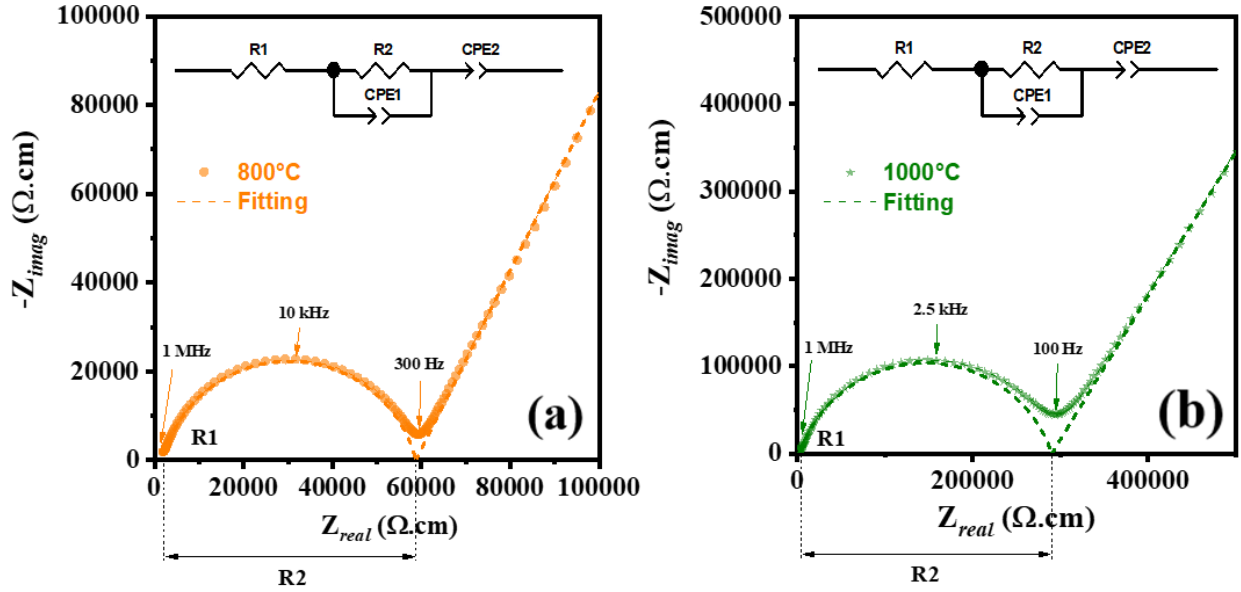 100000
80000
60000
40000
20000
0
-Zimag (Ω.cm)
R1
R2
CPE2
CPE1
800°C
Fitting
1 MHz
10 kHz
300 Hz
R1
(a)
0
20000
40000
60000
80000
100000
Zreal (Ω.cm)
R2
500000
400000
300000
200000
100000
0
-Zimag (Ω.cm)
R1
R2
CPE2
CPE1
1000°C
Fitting
1 MHz
2.5 kHz
100 Hz
R1
(b)
0
200000
400000
Zreal (Ω.cm)
R2